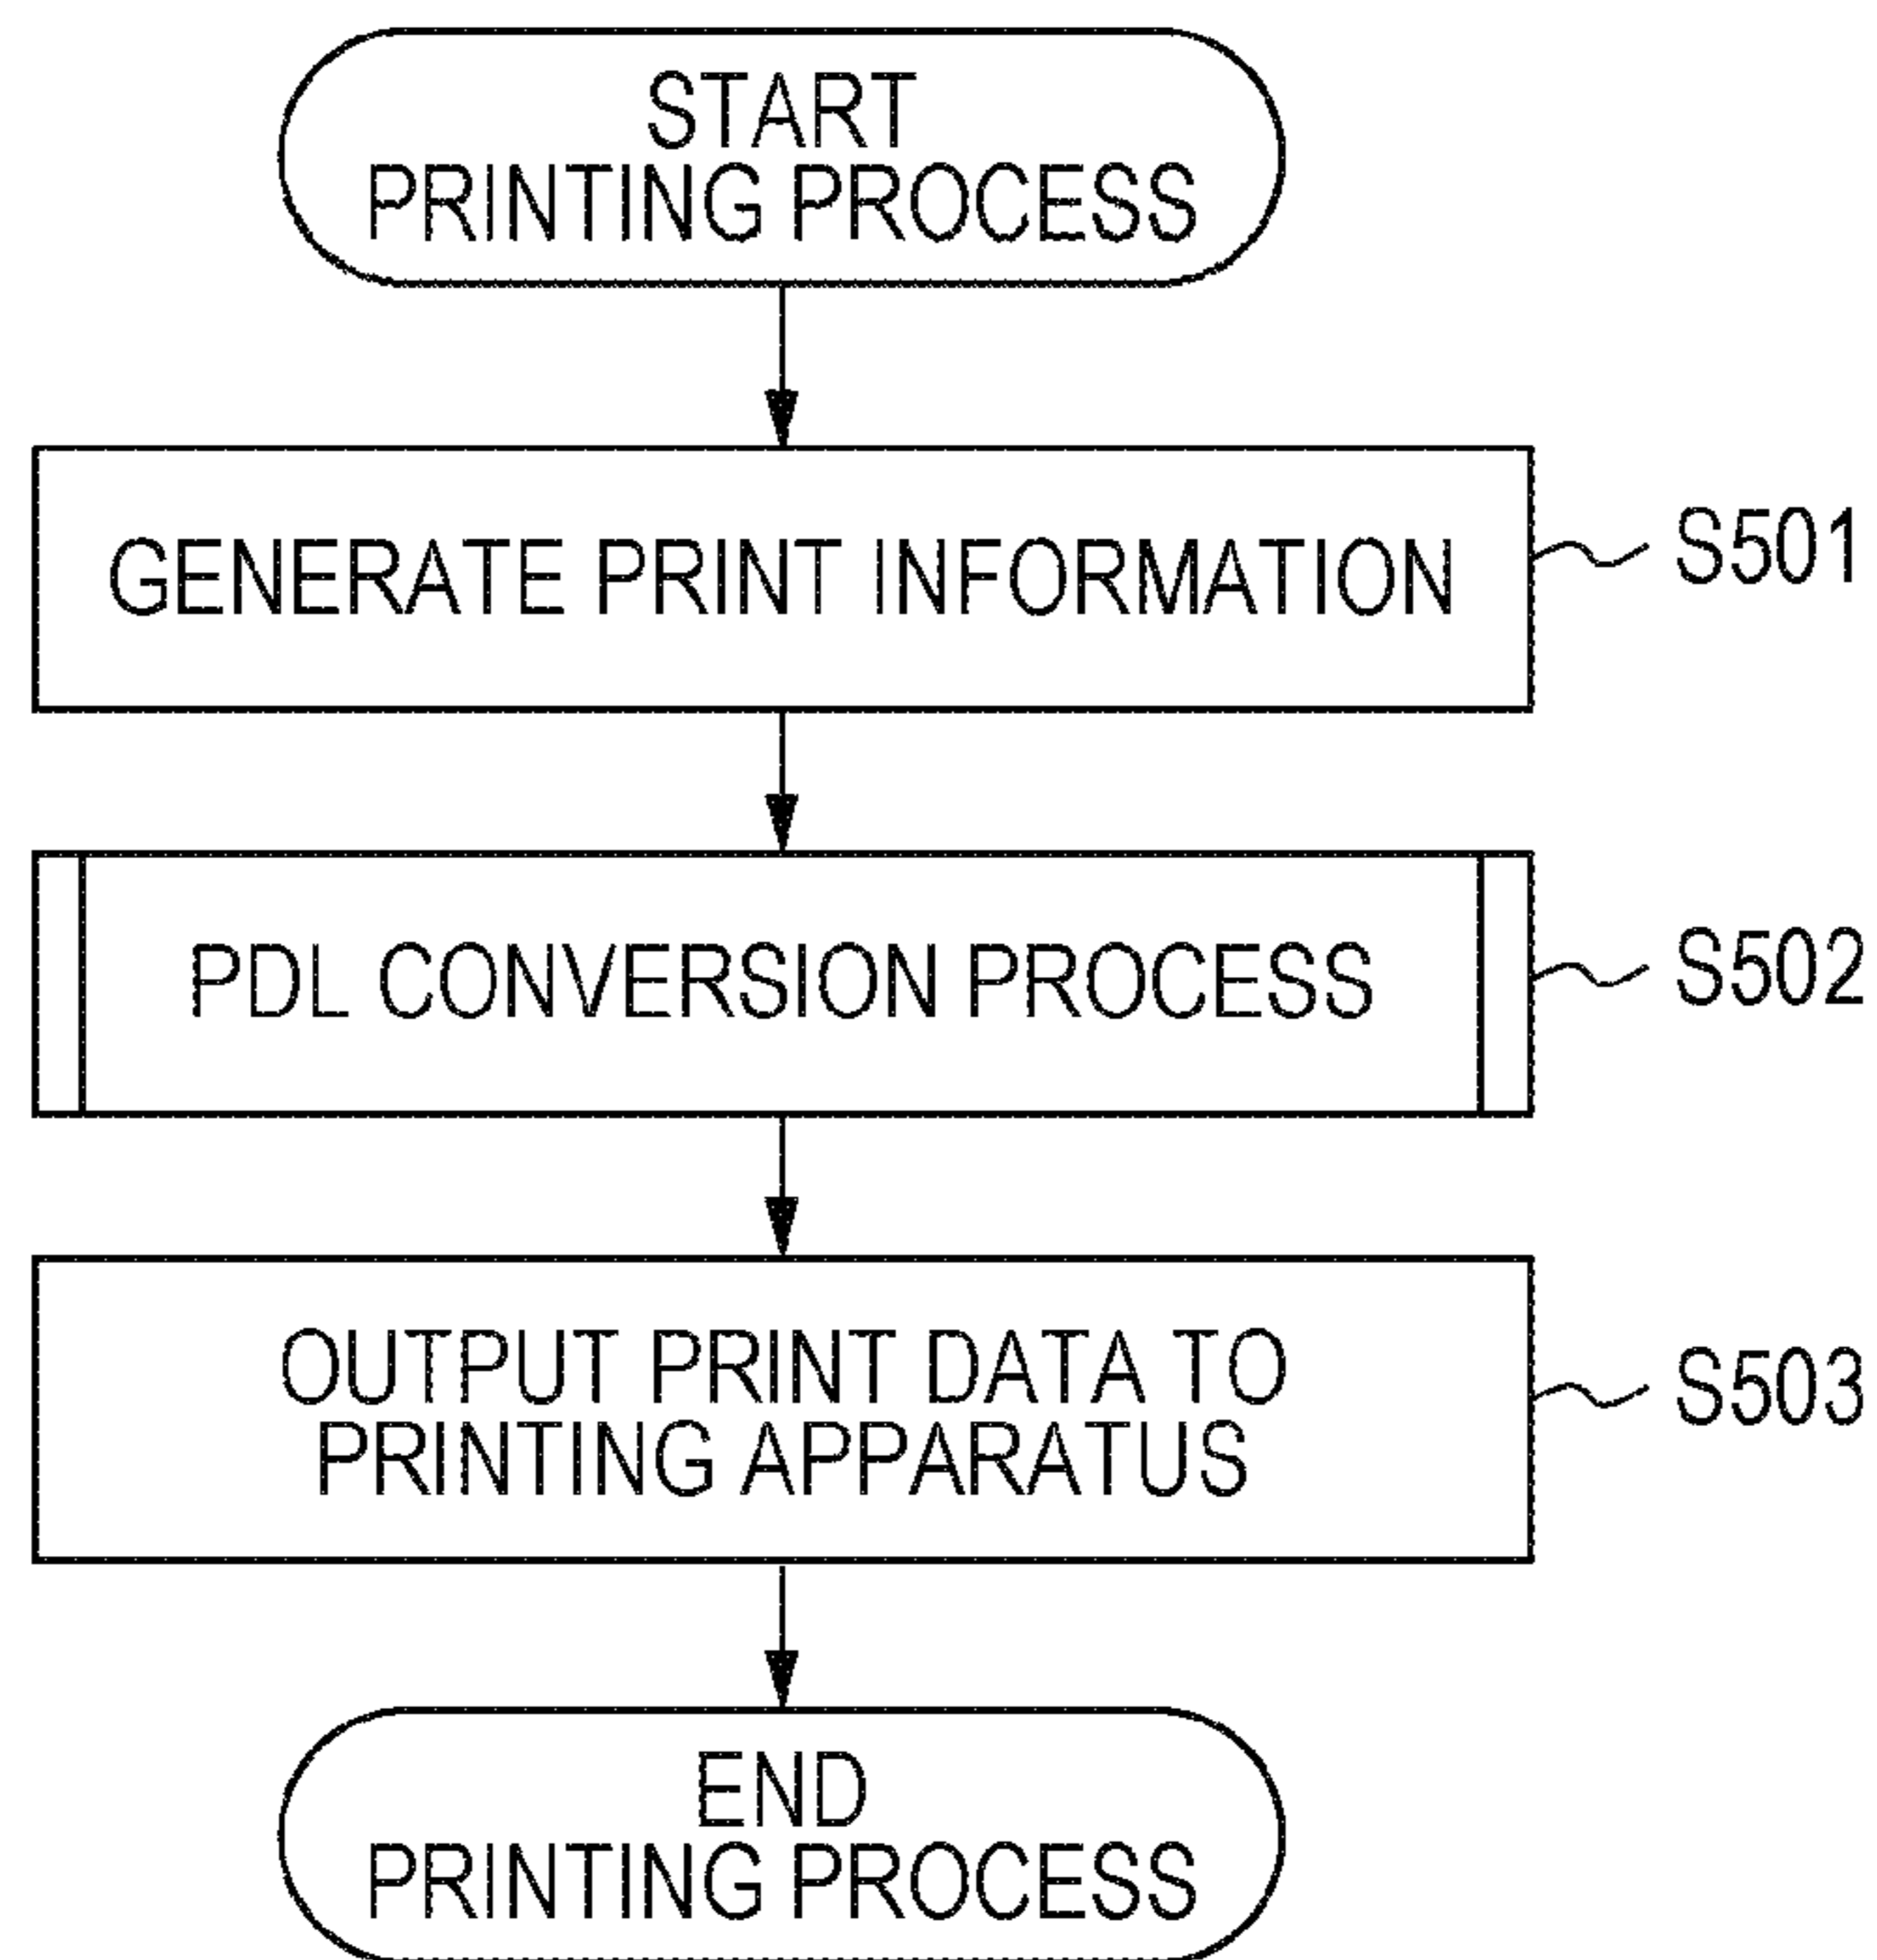 START
PRINTING PROCESS
GENERATE PRINT INFORMATION
S501
PDL CONVERSION PROCESS
S502
OUTPUT PRINT DATA TO
PRINTING APPARATUS
S503
END
PRINTING PROCESS